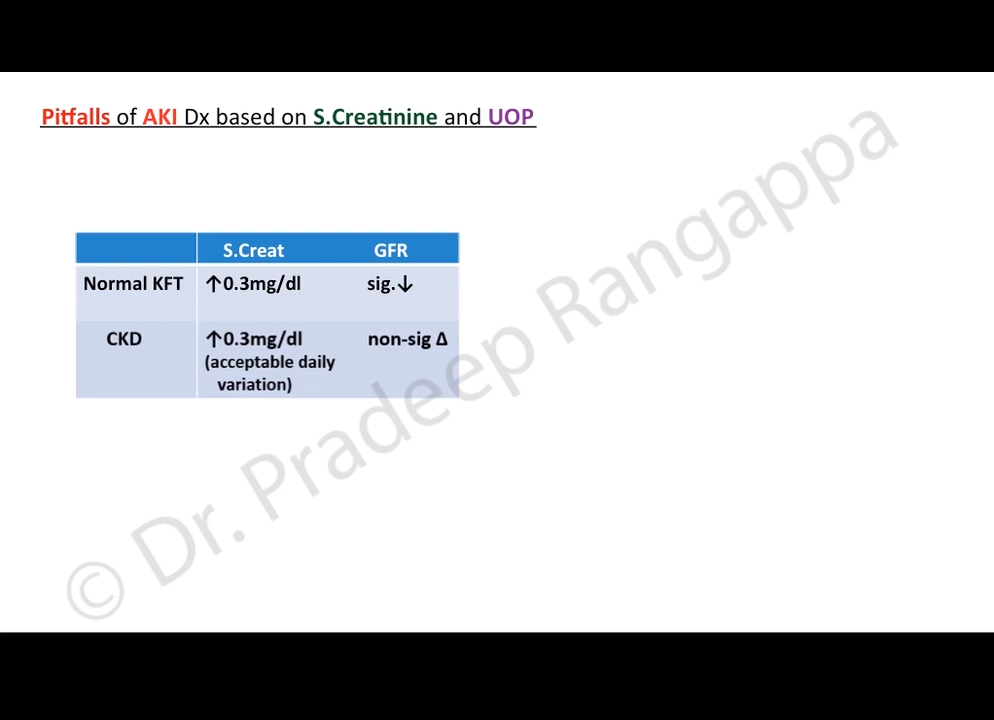 Pitfalls of AKI Dx based on S.Creatinine and UOP
S.Creat GFR
Normal KFT ↑0.3mg/dl sig.↓
CKD ↑0.3mg/dl non-sig Δ
(acceptable daily
variation)
© Dr. Pradeep Rangappa